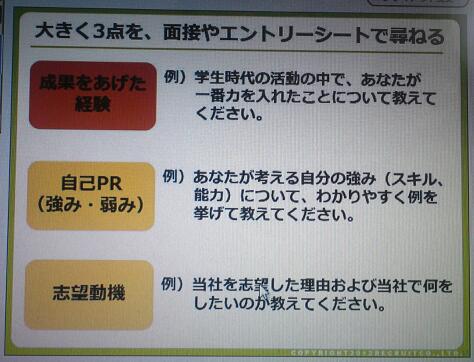 大きく3点を、面接やエントリーシートで尋ねる
成果をあげた
経験
例）学生時代の活動の中で、あなたが
一番力を入れたことについて教えて
ください。
自己PR
（強み・弱み）
例）あなたが考える自分の強み（スキル、
能力）について、わかりやすく例を
挙げて教えてください。
志望動機
例）当社を志望した理由および当社で何を
したいのか教えてください。